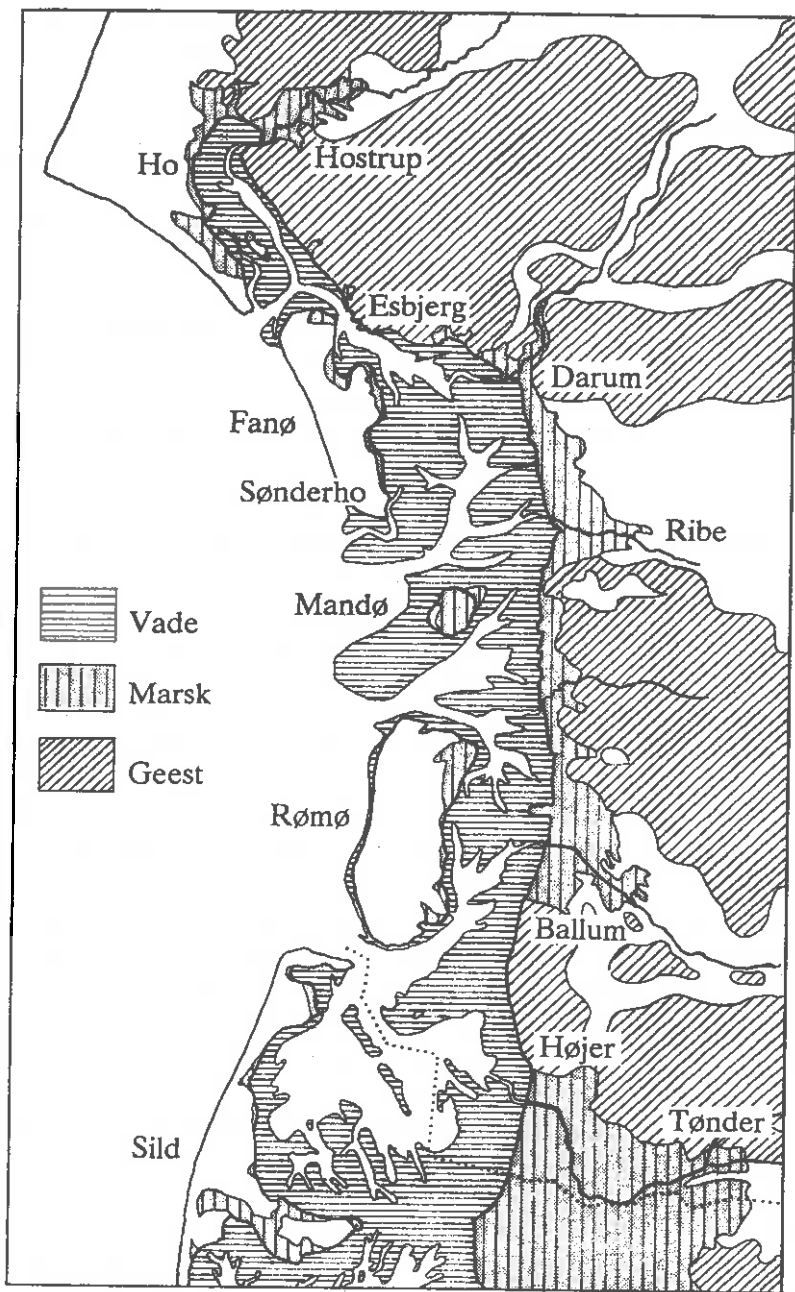 Ho
Hostrup
Esbjerg
Darum
Fanø
Sønderho
Ribe
Mandø
Vade
Marsk
Geest
Rømø
Ballum
Højer
Tønder
Sild